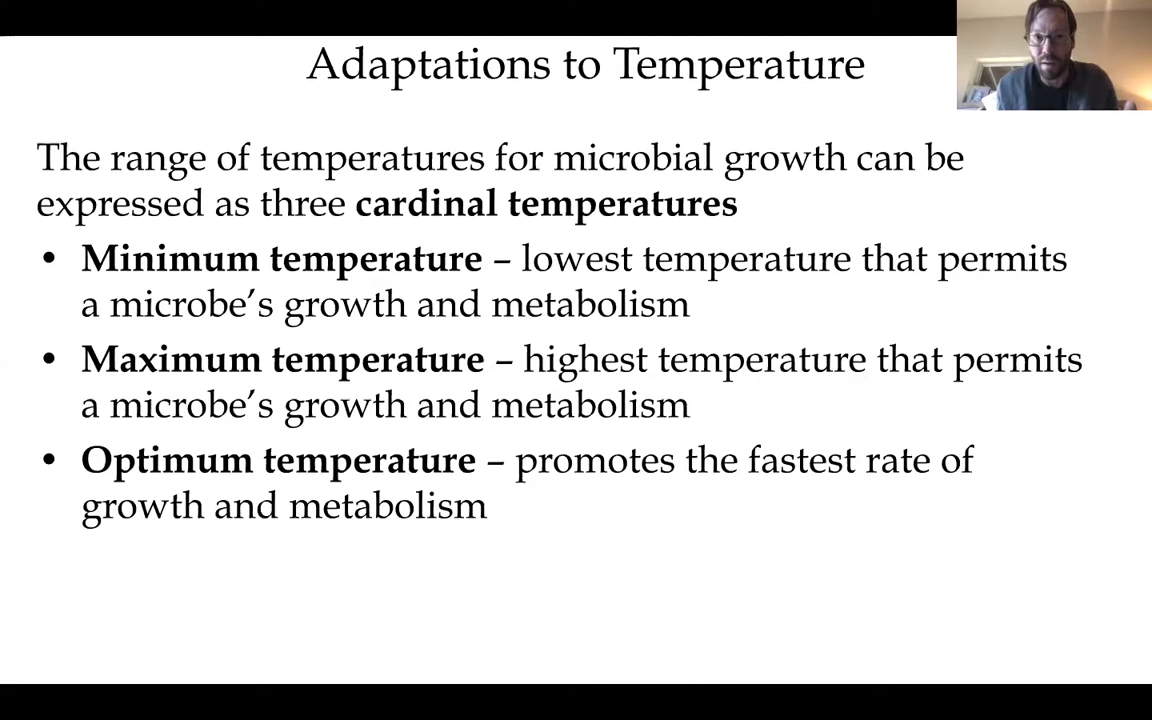 Adaptations to Temperature
The range of temperatures for microbial growth can be
expressed as three cardinal temperatures
• Minimum temperature – lowest temperature that permits
a microbe’s growth and metabolism
• Maximum temperature – highest temperature that permits
a microbe’s growth and metabolism
• Optimum temperature – promotes the fastest rate of
growth and metabolism